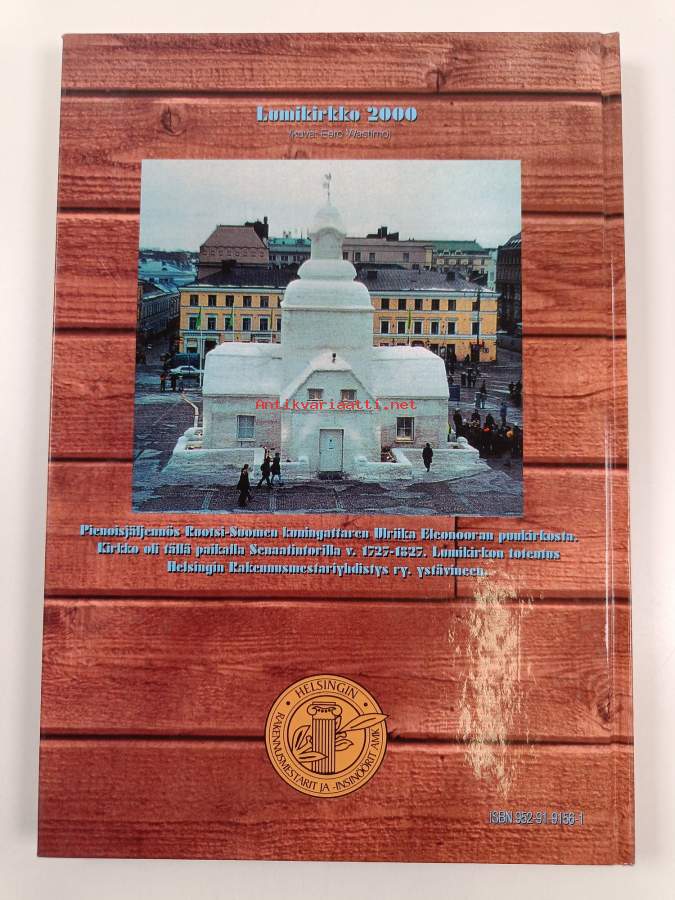 Lumikirkko 2000
(kuva: Eero Wastimo)
Antikvariaatti.net
Pienoisjäljennös Ruotsi-Suomen kuningattaren Ulriika Eleonooran puukirkosta.
Kirkko oli tällä paikalla Senaatintorilla v. 1727-1827. Lumikirkon toteutus
Helsingin Rakennusmestariyhdistys ry. ystävineen.
• HELSINGIN •
RAKENNUSMESTARIT JA -INSINÖÖRIT AMK
ISBN 952-91-9156-1